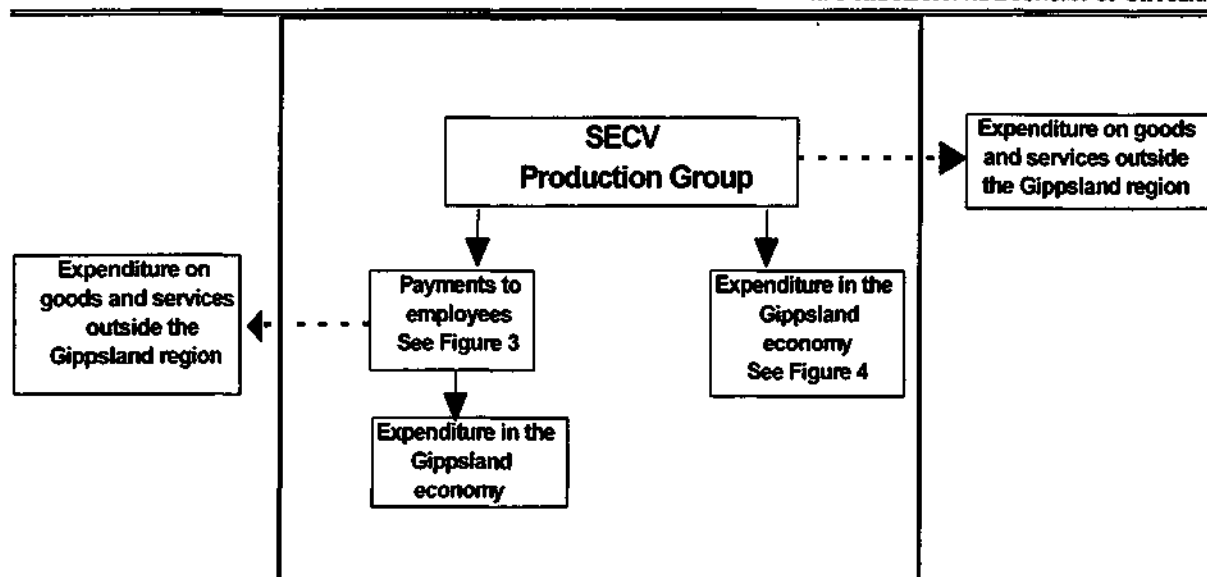 SECV
Production Group
Expenditure on goods
and services outside
the Gippsland region
Expenditure on
goods and services
outside the
Gippsland region
Payments to
employees
See Figure 3
Expenditure in the
Gippsland
economy
See Figure 4
Expenditure in the
Gippsland
economy